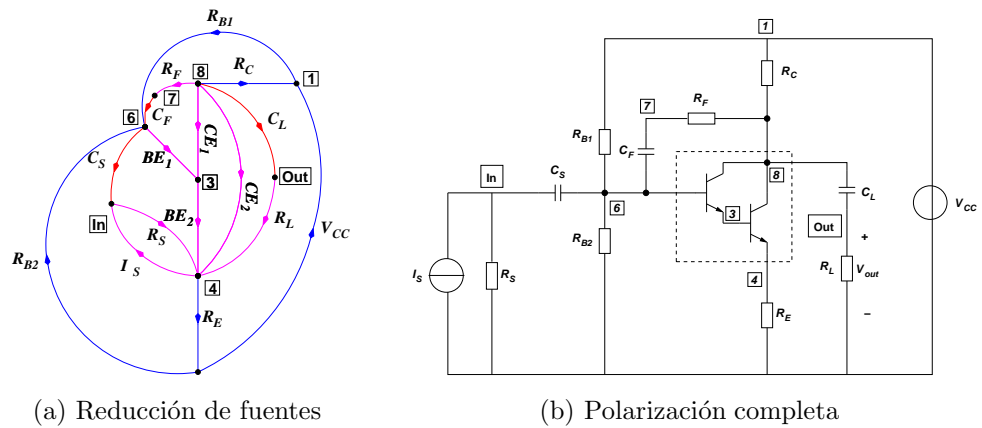 R_B1
R_F
8
R_C
1
7
6
C_F
CE_1
C_L
C_S
BE_1
CE_2
3
Out
In
BE_2
R_S
R_L
V_CC
R_B2
I_S
4
R_E
(a) Reducción de fuentes
1
R_C
7
R_F
R_B1
C_F
In
C_S
8
6
3
C_L
V_CC
Out
+
R_B2
4
I_S
R_S
R_L
V_out
R_E
–
(b) Polarización completa